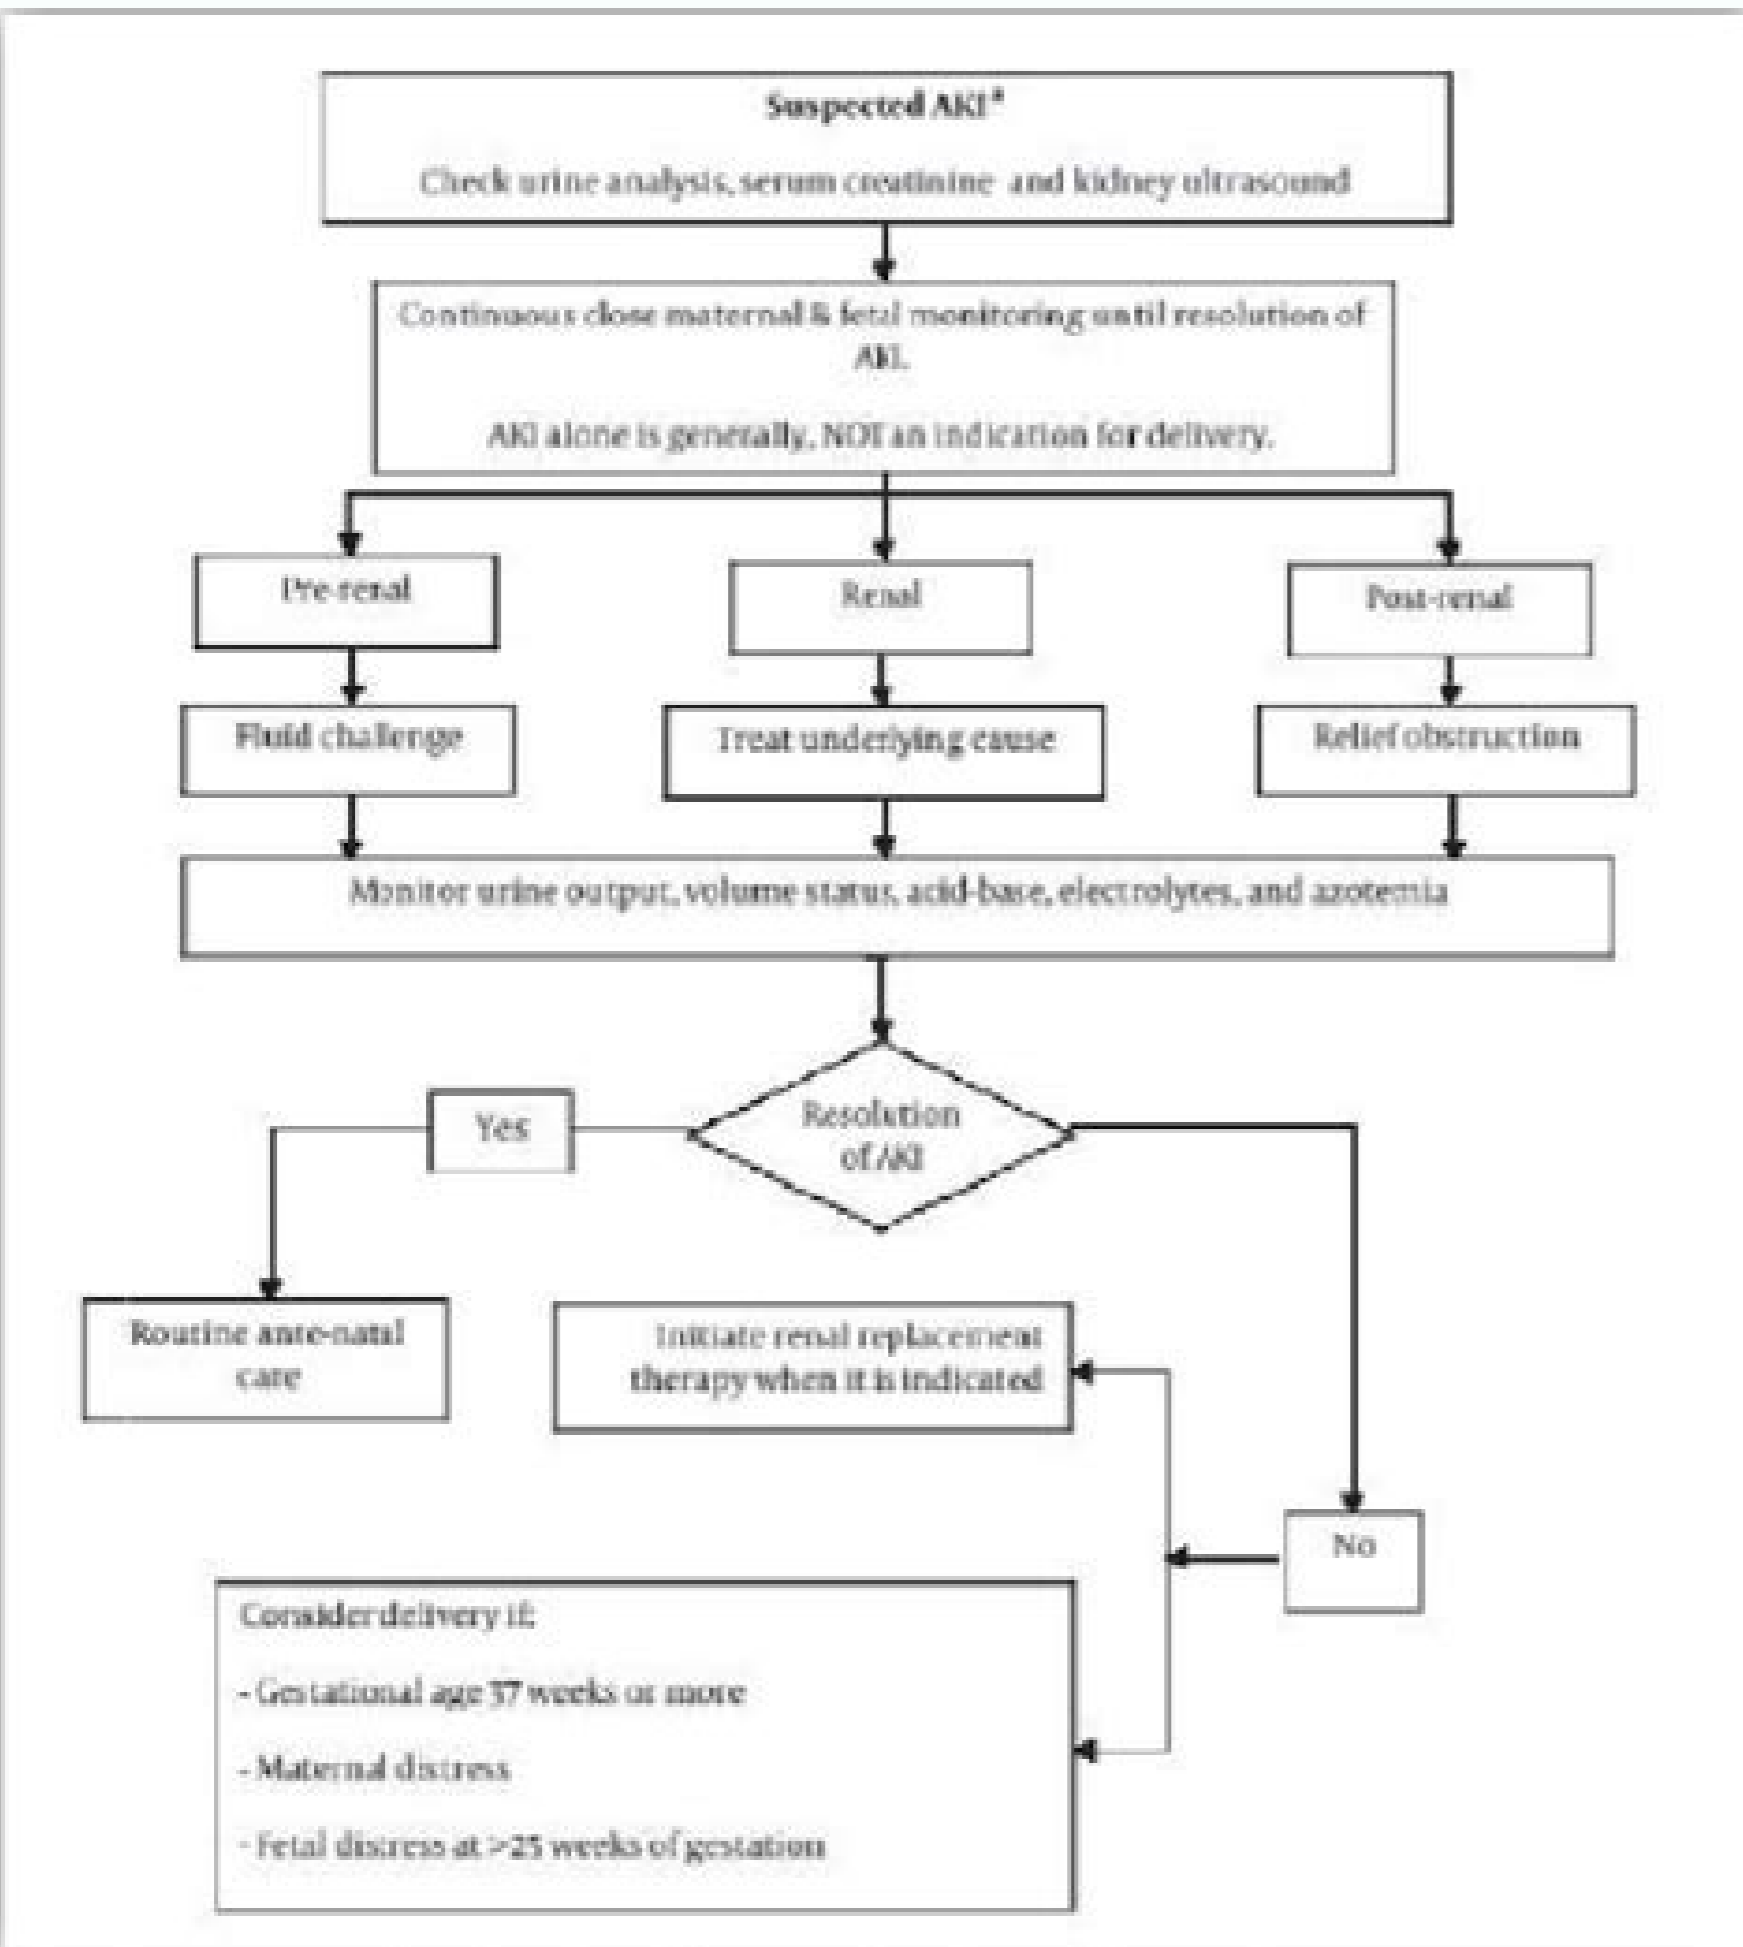 Suspected AKI*
Check urine analysis, serum creatinine and kidney ultrasound
Continuous close maternal & fetal monitoring until resolution of
AKI.
AKI alone is generally, NOT an indication for delivery.
Pre-renal
Renal
Post-renal
Fluid challenge
Treat underlying cause
Relief obstruction
Monitor urine output, volume status, acid-base, electrolytes, and azotemia
Resolution
of AKI
Yes
Routine ante-natal
care
Initiate renal replacement
therapy when it is indicated
No
Consider delivery if:
- Gestational age 37 weeks or more
- Maternal distress
- Fetal distress at >25 weeks of gestation